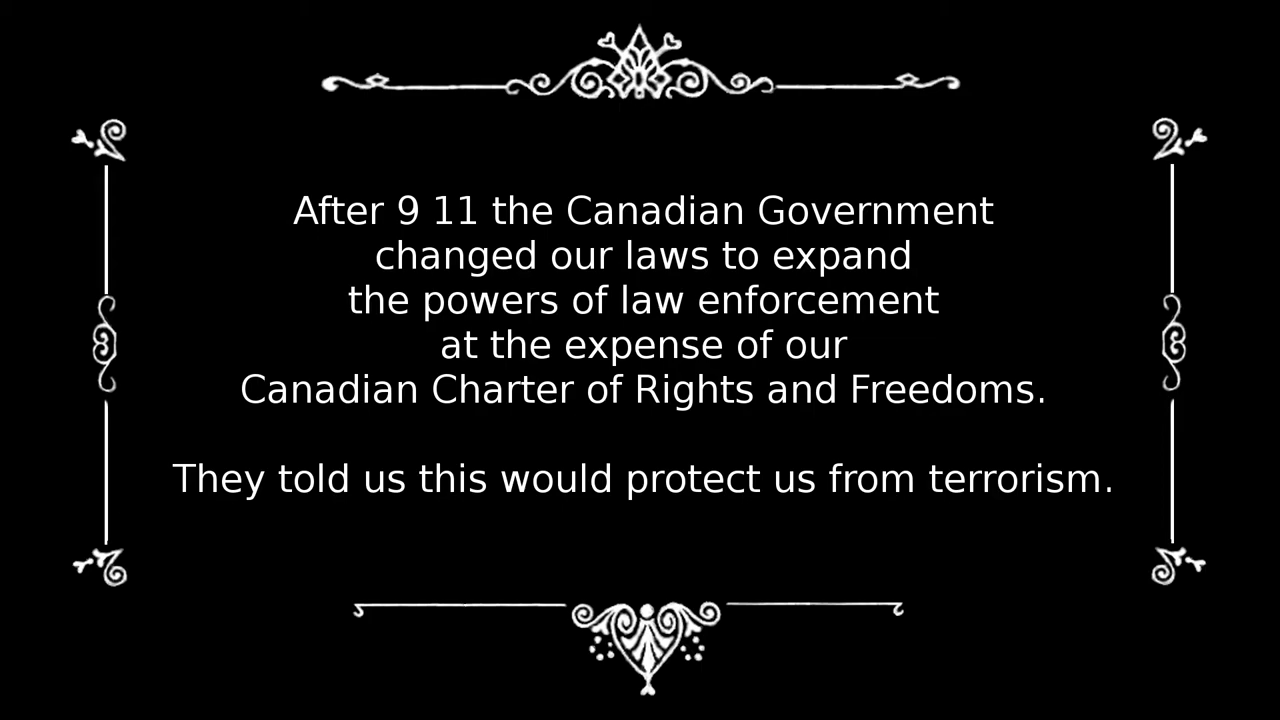 After 9 11 the Canadian Government
changed our laws to expand
the powers of law enforcement
at the expense of our
Canadian Charter of Rights and Freedoms.
They told us this would protect us from terrorism.